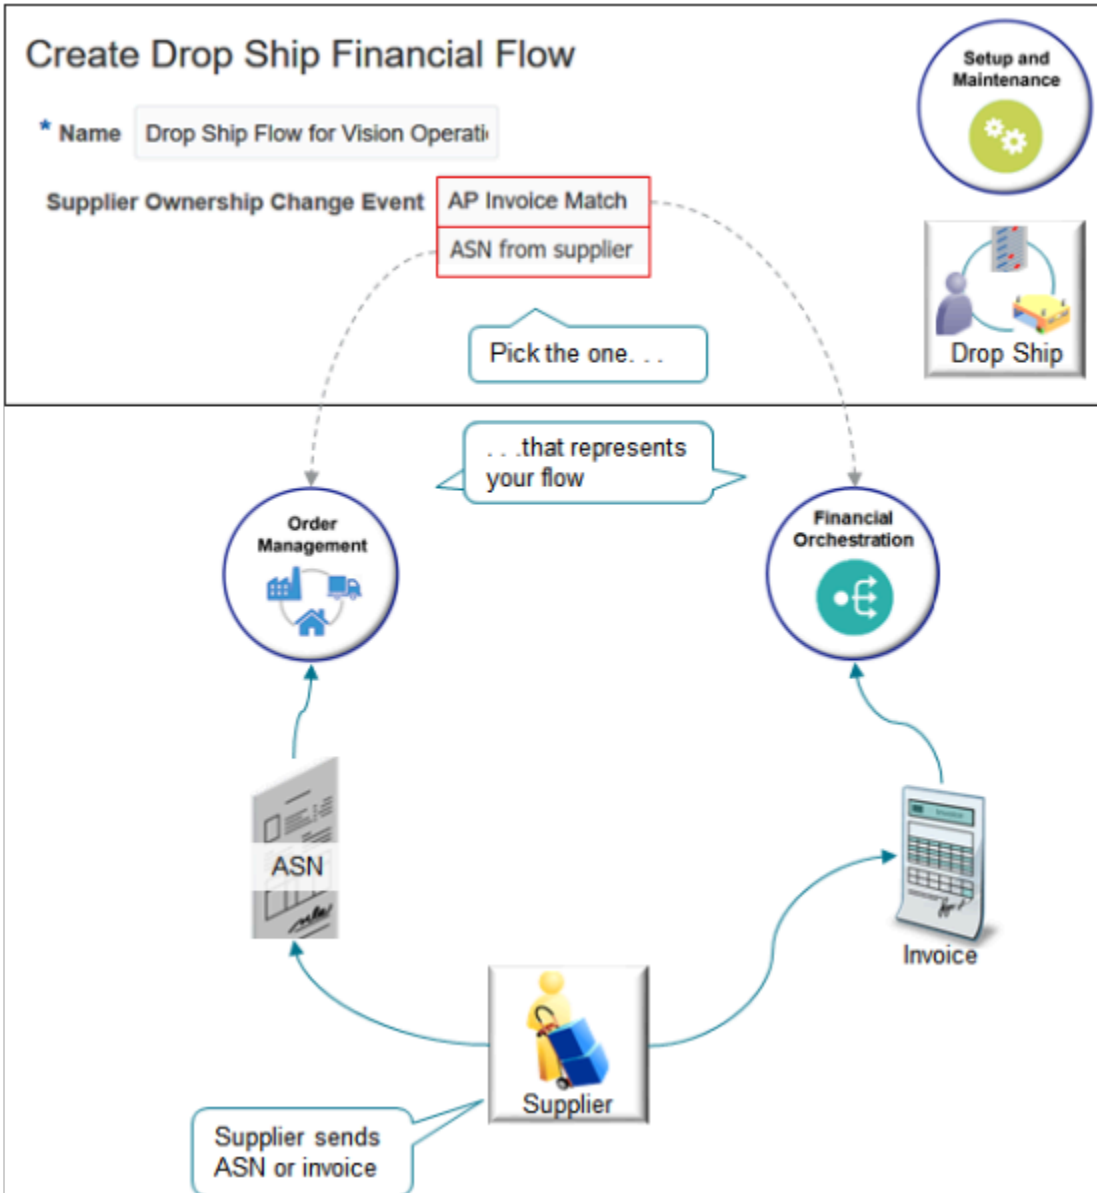 Create Drop Ship Financial Flow
Setup and
Maintenance
* Name Drop Ship Flow for Vision Operati
Supplier Ownership Change Event AP Invoice Match
ASN from supplier
Drop Ship
Pick the one. . .
. . .that represents
your flow
Order
Management
Financial
Orchestration
ASN
Invoice
Invoice
Supplier
Supplier sends
ASN or invoice